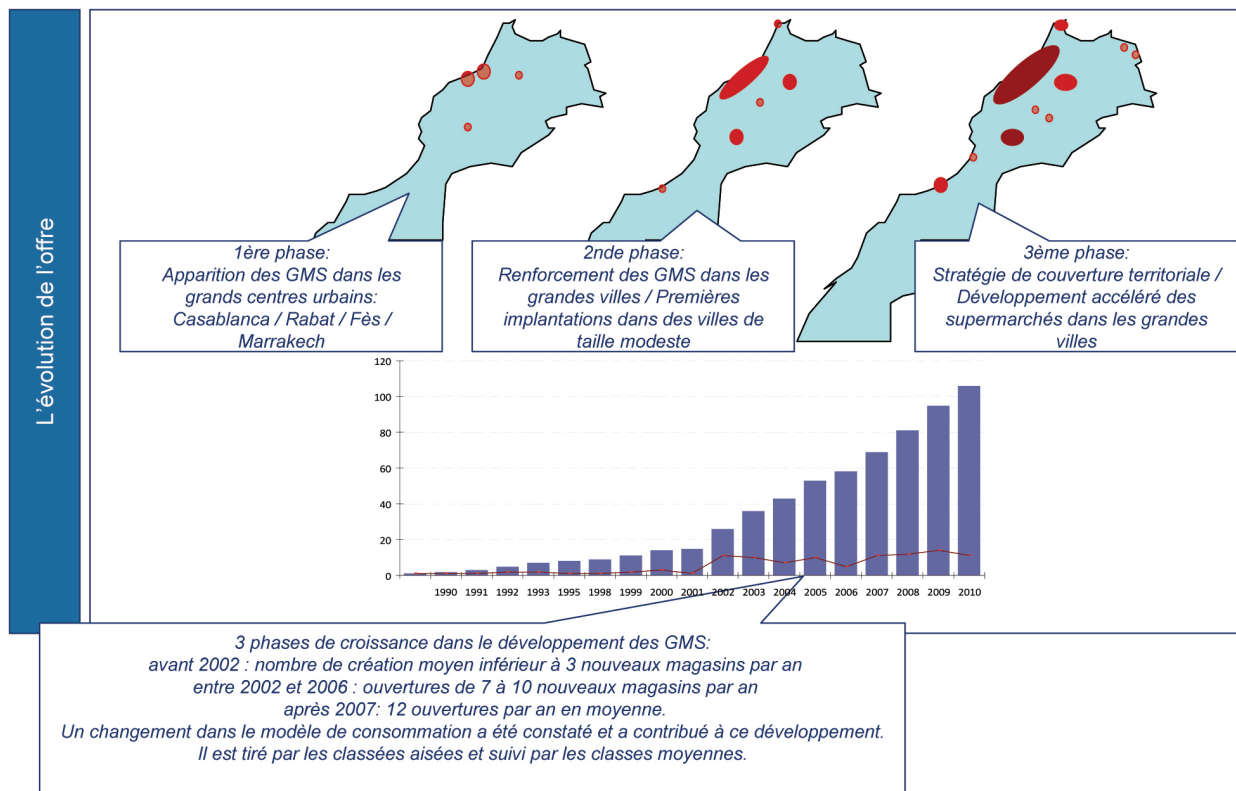 L'évolution de l'offre
1ère phase:
Apparition des GMS dans les
grands centres urbains:
Casablanca / Rabat / Fès /
Marrakech
2nde phase:
Renforcement des GMS dans les
grandes villes / Premières
implantations dans des villes de
taille modeste
3ème phase:
Stratégie de couverture territoriale /
Développement accéléré des
supermarchés dans les grandes
villes
120
100
80
60
40
20
0
1990 1991 1992 1993 1995 1998 1999 2000 2001 2002 2003 2004 2005 2006 2007 2008 2009 2010
3 phases de croissance dans le développement des GMS:
avant 2002 : nombre de création moyen inférieur à 3 nouveaux magasins par an
entre 2002 et 2006 : ouvertures de 7 à 10 nouveaux magasins par an
après 2007: 12 ouvertures par an en moyenne.
Un changement dans le modèle de consommation a été constaté et a contribué à ce développement.
Il est tiré par les classées aisées et suivi par les classes moyennes.